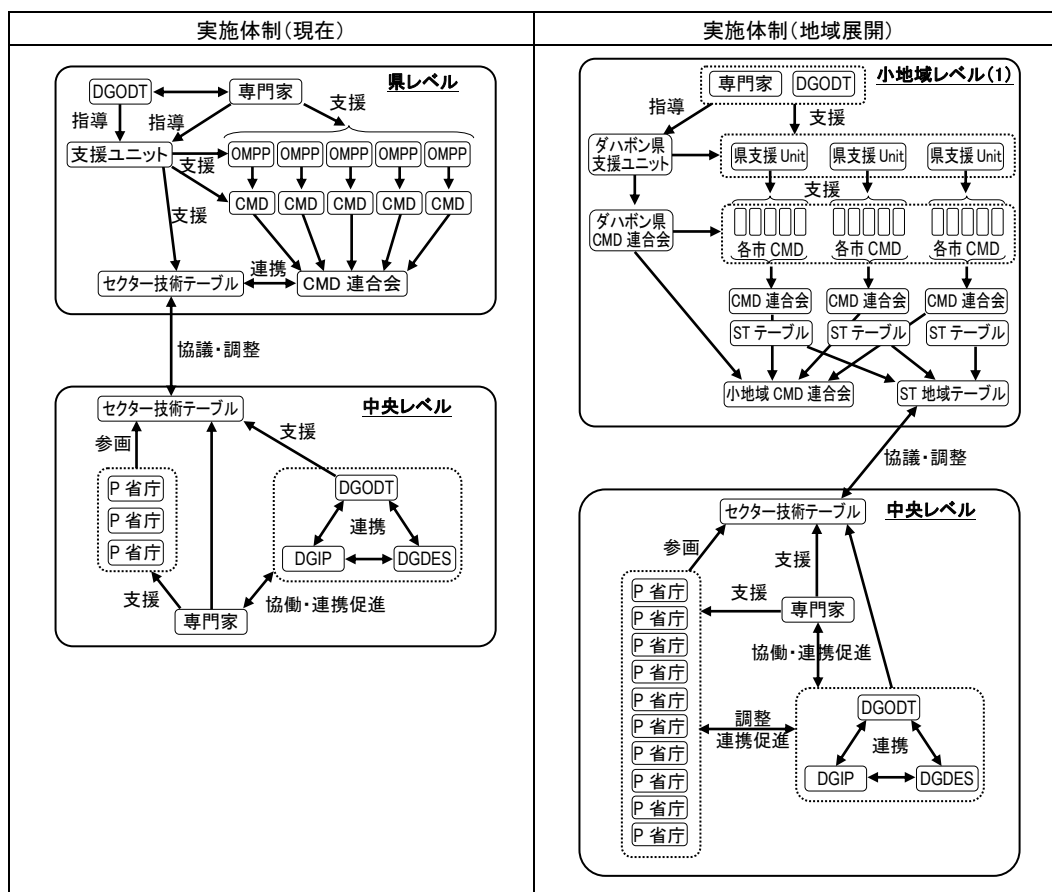 実施体制(現在)
県レベル
DGODT
専門家
指導
指導
支援
支援ユニット
支援
OMPP OMPP OMPP OMPP OMPP
CMD CMD CMD CMD CMD
支援
セクター技術テーブル
連携
CMD 連合会
協議・調整
中央レベル
セクター技術テーブル
参画
支援
P 省庁
P 省庁
P 省庁
DGODT
連携
DGIP
DGDES
支援
専門家
協働・連携促進
実施体制(地域展開)
小地域レベル(1)
専門家
DGODT
指導
支援
ダハボン県
支援ユニット
県支援 Unit 県支援 Unit 県支援 Unit
支援
ダハボン県
CMD 連合会
各市 CMD 各市 CMD 各市 CMD
CMD 連合会 CMD 連合会 CMD 連合会
ST テーブル ST テーブル ST テーブル
小地域 CMD 連合会
ST 地域テーブル
協議・調整
中央レベル
セクター技術テーブル
参画
支援
P 省庁
P 省庁
P 省庁
P 省庁
P 省庁
P 省庁
P 省庁
P 省庁
P 省庁
P 省庁
支援
専門家
協働・連携促進
調整
連携促進
DGODT
連携
DGIP
DGDES